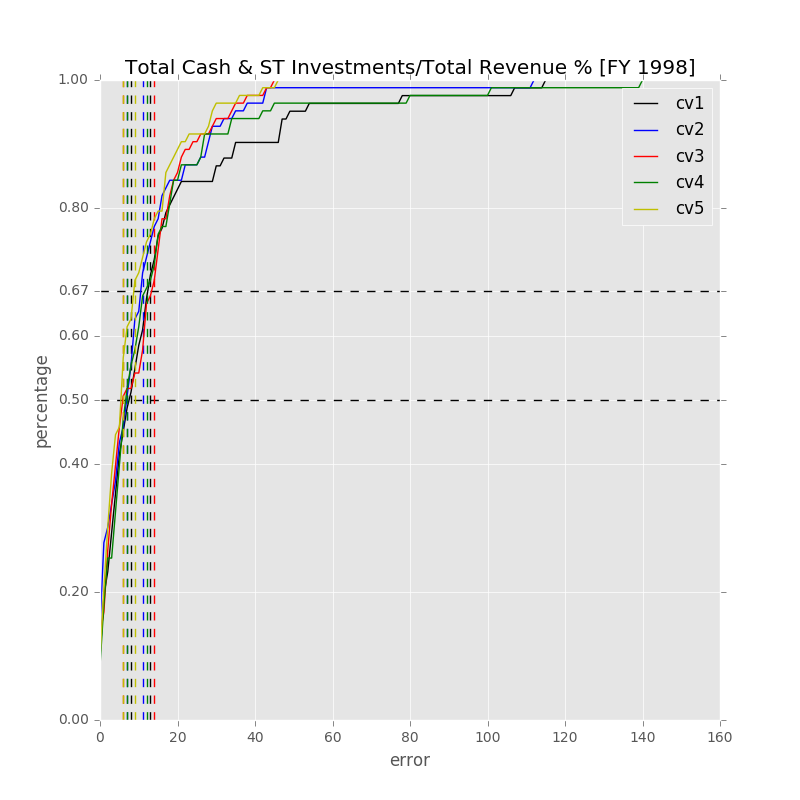 Total Cash & ST Investments/Total Revenue % [FY 1998]
1.00
cv1
cv2
cv3
cv4
cv5
0.80
0.67
0.60
0.50
0.40
0.20
0.00
percentage
0 20 40 60 80 100 120 140 160
error